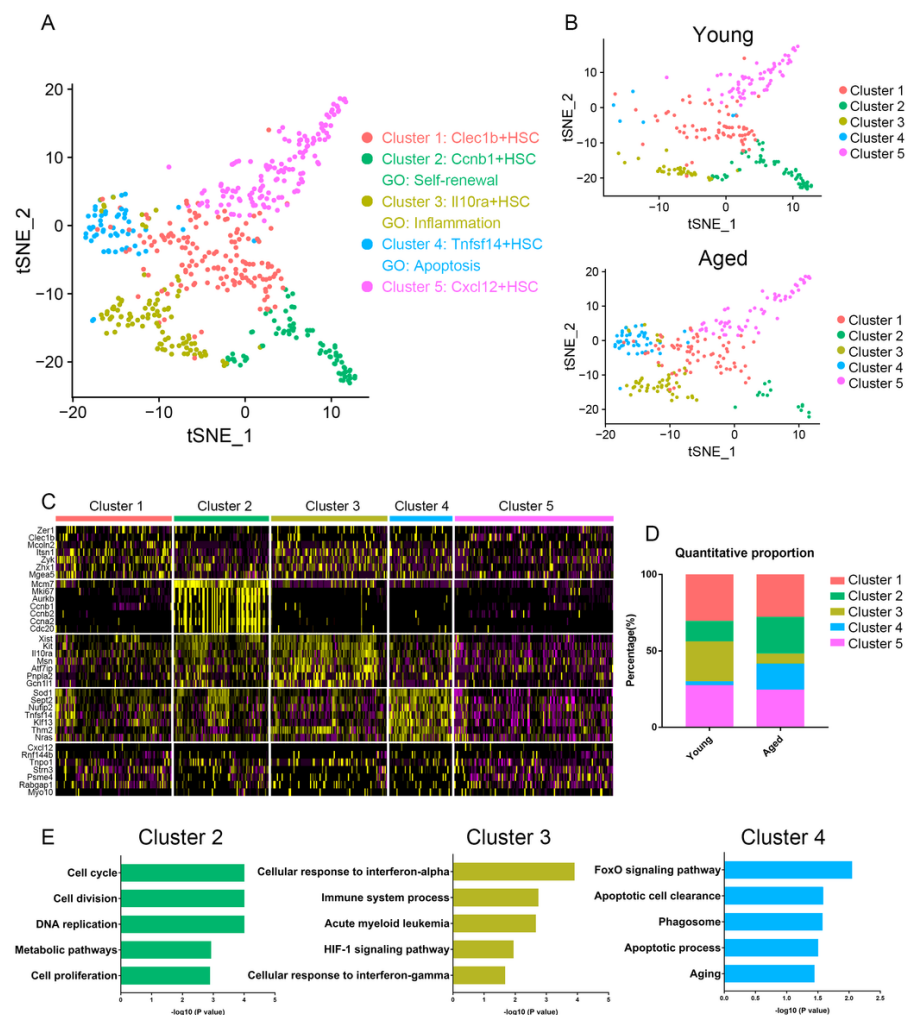 A
tSNE_2
20
10
0
−10
−20
−20
−10
0
10
tSNE_1
Cluster 1: Clec1b+HSC
Cluster 2: Ccnb1+HSC
GO: Self-renewal
Cluster 3: Il10ra+HSC
GO: Inflammation
Cluster 4: Tnfsf14+HSC
GO: Apoptosis
Cluster 5: Cxcl12+HSC
B
Young
tSNE_2
10
0
−10
−20
−10
0
10
tSNE_1
Cluster 1
Cluster 2
Cluster 3
Cluster 4
Cluster 5
Aged
tSNE_2
20
10
0
−10
−20
−20
−10
0
10
tSNE_1
Cluster 1
Cluster 2
Cluster 3
Cluster 4
Cluster 5
C
Cluster 1
Cluster 2
Cluster 3
Cluster 4
Cluster 5
Zer1
Clec1b
Mcoln2
Itsn1
Zyk
Zhx1
Mgea5
Mcm7
Mki67
Aurkb
Ccnb1
Ccnb2
Ccna2
Cdc20
Xist
Kit
Il10ra
Msn
Atf7ip
Pnpla2
Gcn1l1
Sod1
Sept2
Nufip2
Tnfsf14
Klf13
Thm2
Nras
Cxcl12
Rnf144b
Tnpo1
Strn3
Psme4
Rabgap1
Myo10
D
Quantitative proportion
Percentage(%)
100
50
0
Young
Aged
Cluster 1
Cluster 2
Cluster 3
Cluster 4
Cluster 5
E
Cluster 2
Cell cycle
Cell division
DNA replication
Metabolic pathways
Cell proliferation
0
1
2
3
4
5
-log10 (P value)
Cluster 3
Cellular response to interferon-alpha
Immune system process
Acute myeloid leukemia
HIF-1 signaling pathway
Cellular response to interferon-gamma
0
1
2
3
4
5
-log10 (P value)
Cluster 4
FoxO signaling pathway
Apoptotic cell clearance
Phagosome
Apoptotic process
Aging
0.0
0.5
1.0
1.5
2.0
2.5
-log10 (P value)